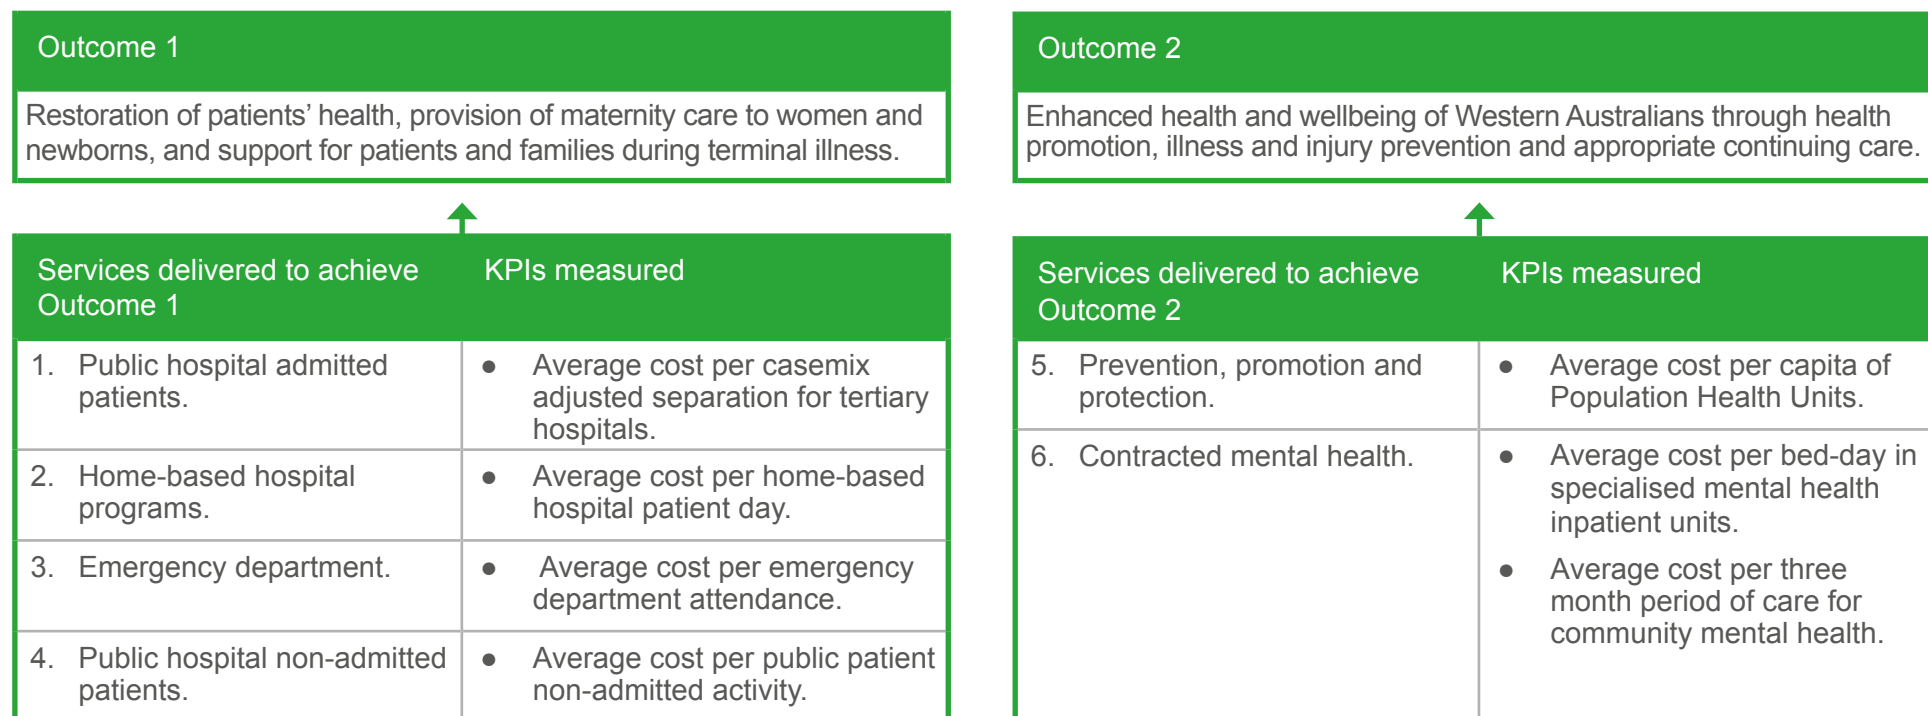 Outcome 1
Restoration of patients’ health, provision of maternity care to women and
newborns, and support for patients and families during terminal illness.
Services delivered to achieve
Outcome 1
KPIs measured
1. Public hospital admitted
patients.
● Average cost per casemix
adjusted separation for tertiary
hospitals.
2. Home-based hospital
programs.
● Average cost per home-based
hospital patient day.
3. Emergency department.
● Average cost per emergency
department attendance.
4. Public hospital non-admitted
patients.
● Average cost per public patient
non-admitted activity.
Outcome 2
Enhanced health and wellbeing of Western Australians through health
promotion, illness and injury prevention and appropriate continuing care.
Services delivered to achieve
Outcome 2
KPIs measured
5. Prevention, promotion and
protection.
● Average cost per capita of
Population Health Units.
6. Contracted mental health.
● Average cost per bed-day in
specialised mental health
inpatient units.
● Average cost per three
month period of care for
community mental health.